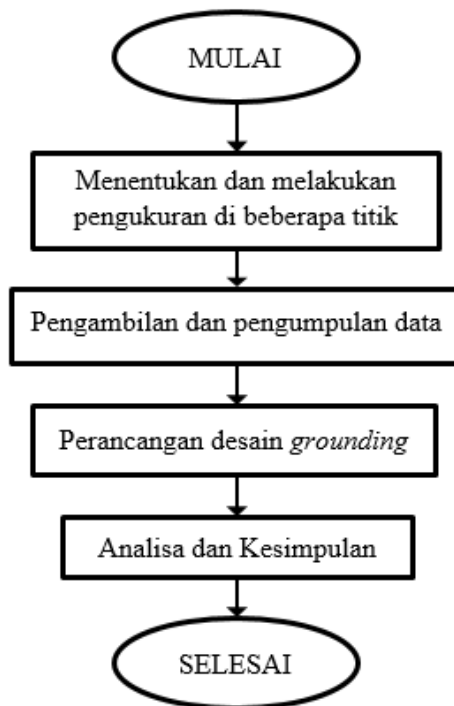 MULAI
Menentukan dan melakukan
pengukuran di beberapa titik
Pengambilan dan pengumpulan data
Perancangan desain grounding
Analisa dan Kesimpulan
SELESAI